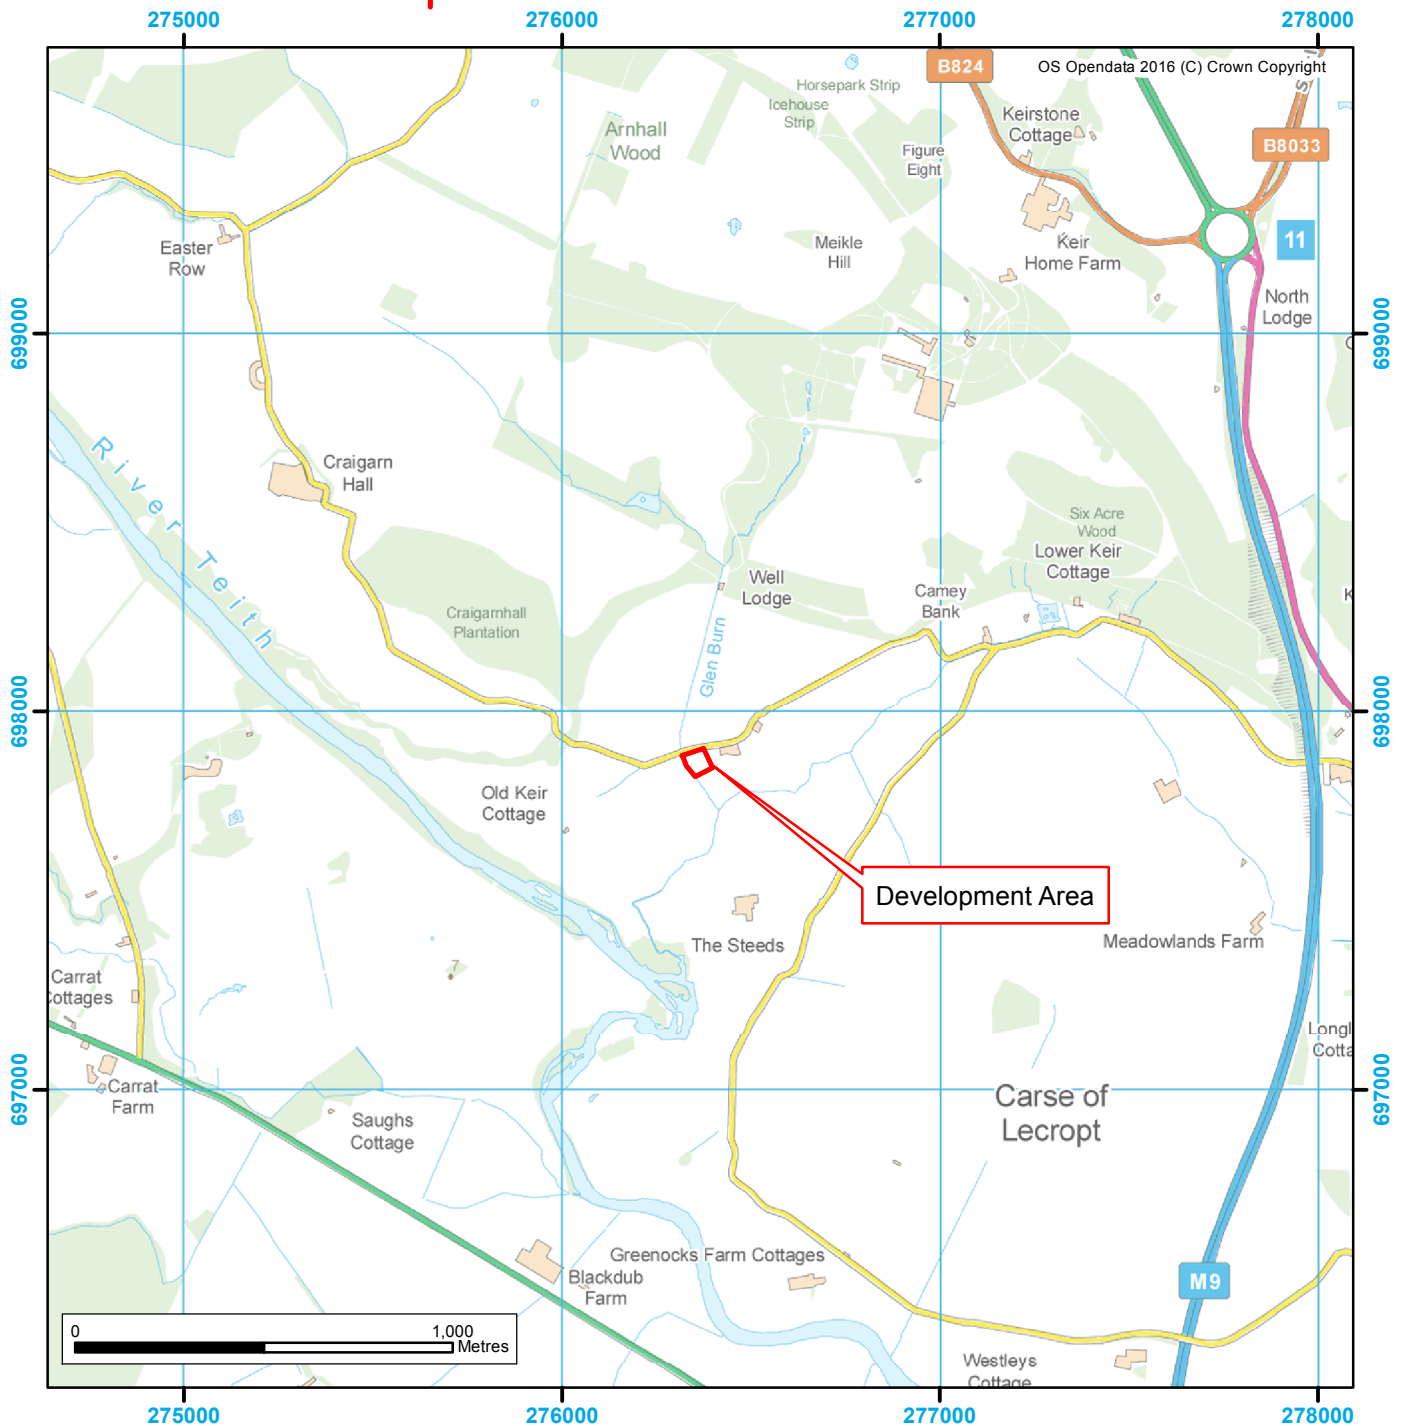 275000
276000
277000
278000
OS Opendata 2016 (C) Crown Copyright
B824
B8033
Horsepark Strip
Icehouse
Strip
Keirstone
Cottage
Arnhall
Wood
Figure
Eight
Easter
Row
Meikle
Hill
Keir
Home Farm
11
North
Lodge
699000
699000
River Teith
Craigarn
Hall
Six Acre
Wood
Lower Keir
Cottage
Well
Lodge
Camey
Bank
Craigarnhall
Plantation
Glen Burn
698000
698000
Old Keir
Cottage
Development Area
The Steeds
Meadowlands Farm
Carrat
Cottages
7
Longl
Cotta
697000
697000
Carrat
Farm
Saughs
Cottage
Carse of
Lecropt
Greenocks Farm Cottages
Blackdub
Farm
M9
0
1,000
Metres
Westleys
Cottage
275000
276000
277000
278000